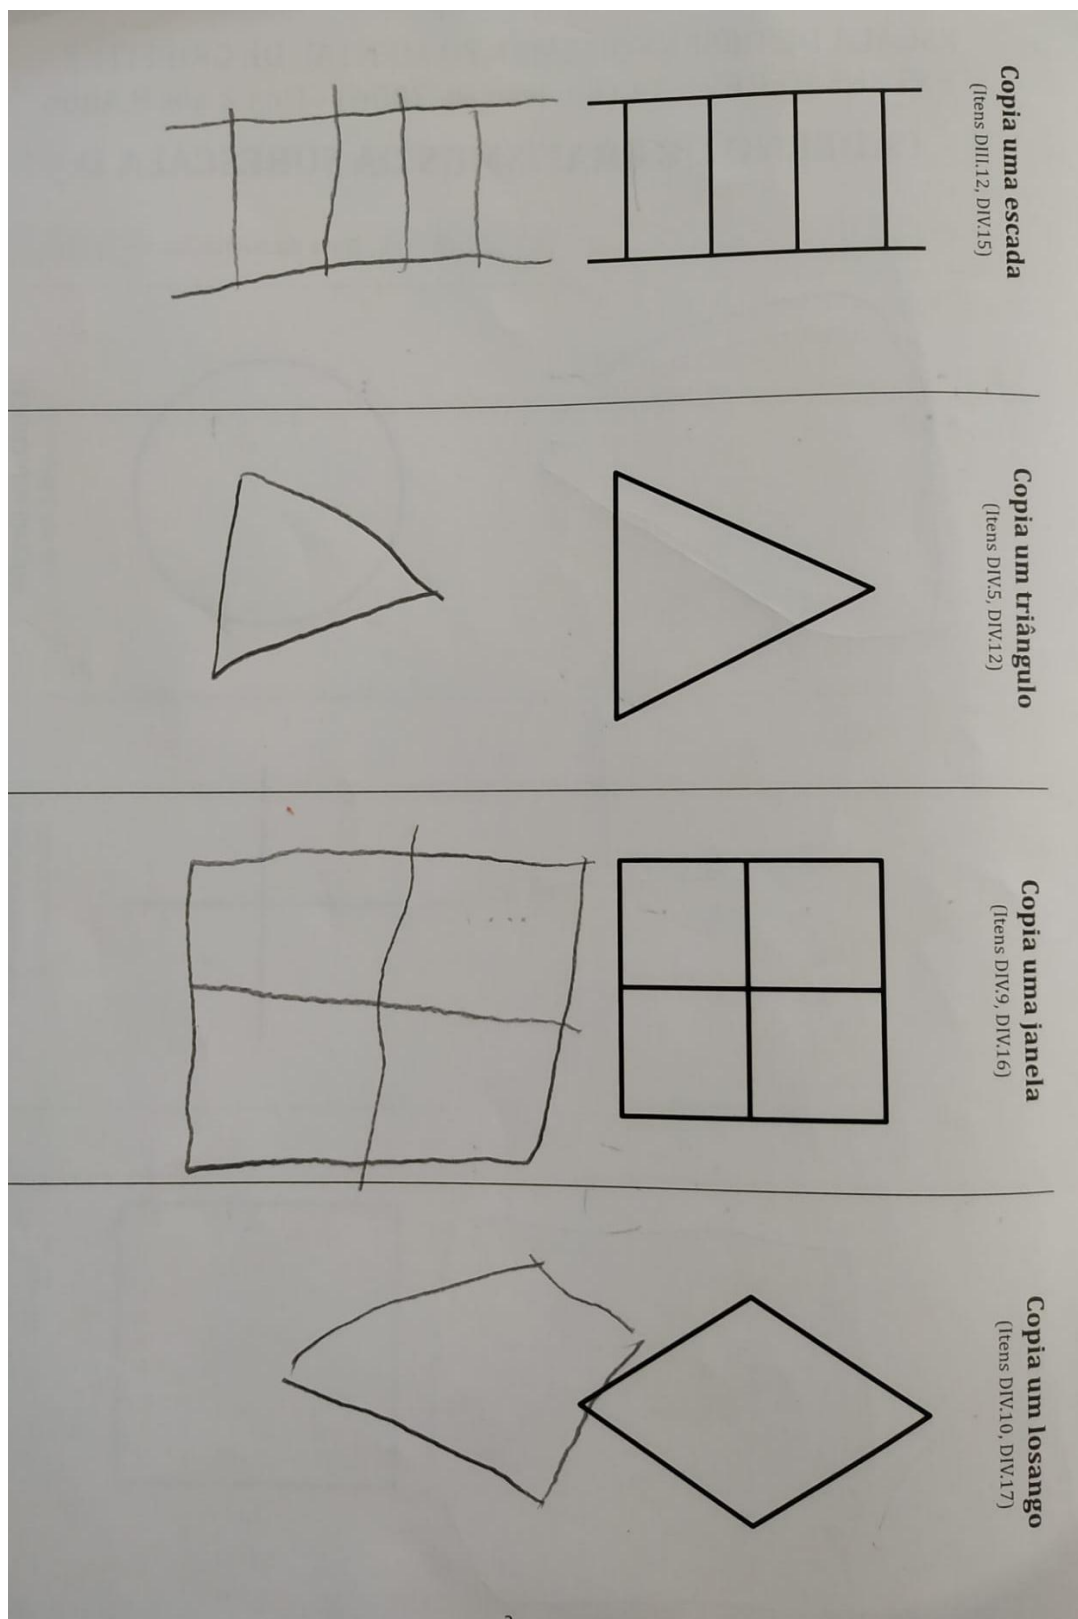 Copia uma escada
(Itens DIII.12, DIV.15)
Copia um triângulo
(Itens DIV.5, DIV.12)
Copia uma janela
(Itens DIV.9, DIV.16)
Copia um losango
(Itens DIV.10, DIV.17)